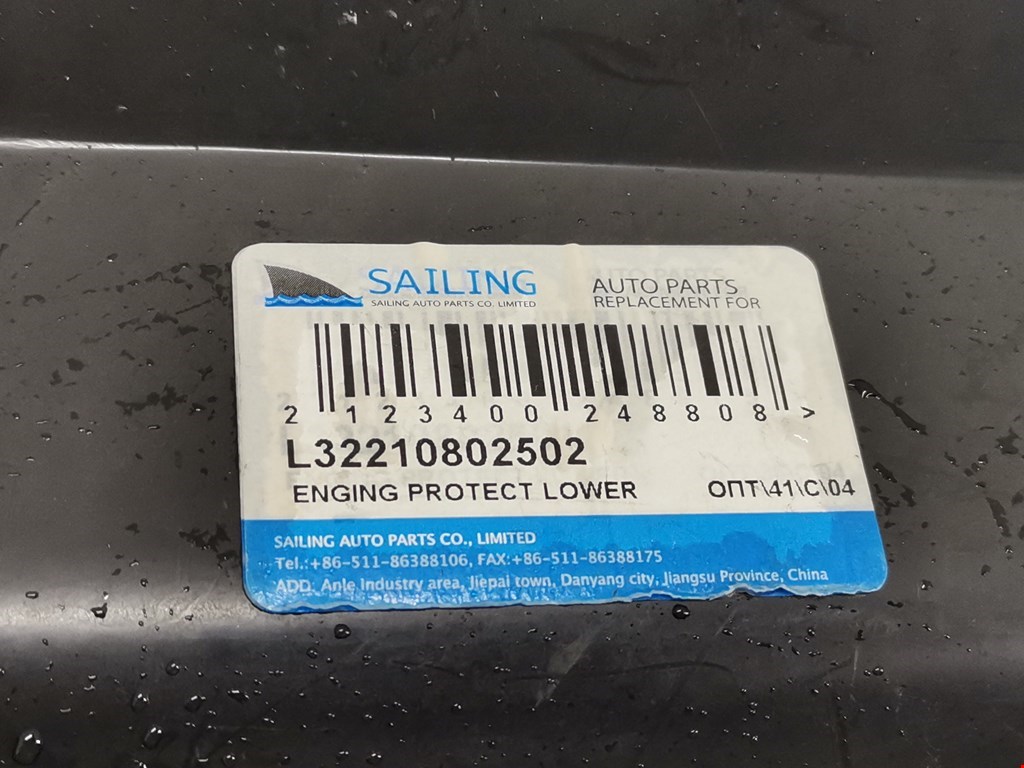 SAILING
SAILING AUTO PARTS CO. LIMITED
AUTO PARTS
REPLACEMENT FOR
2 123400 248808 >
L32210802502
ENGING PROTECT LOWER
ОПТ\41\С\04
SAILING AUTO PARTS CO., LIMITED
Tel.:+86-511-86388106, FAX:+86-511-86388175
ADD: Anle Industry area, Jiepai town, Danyang city, Jiangsu Province, China